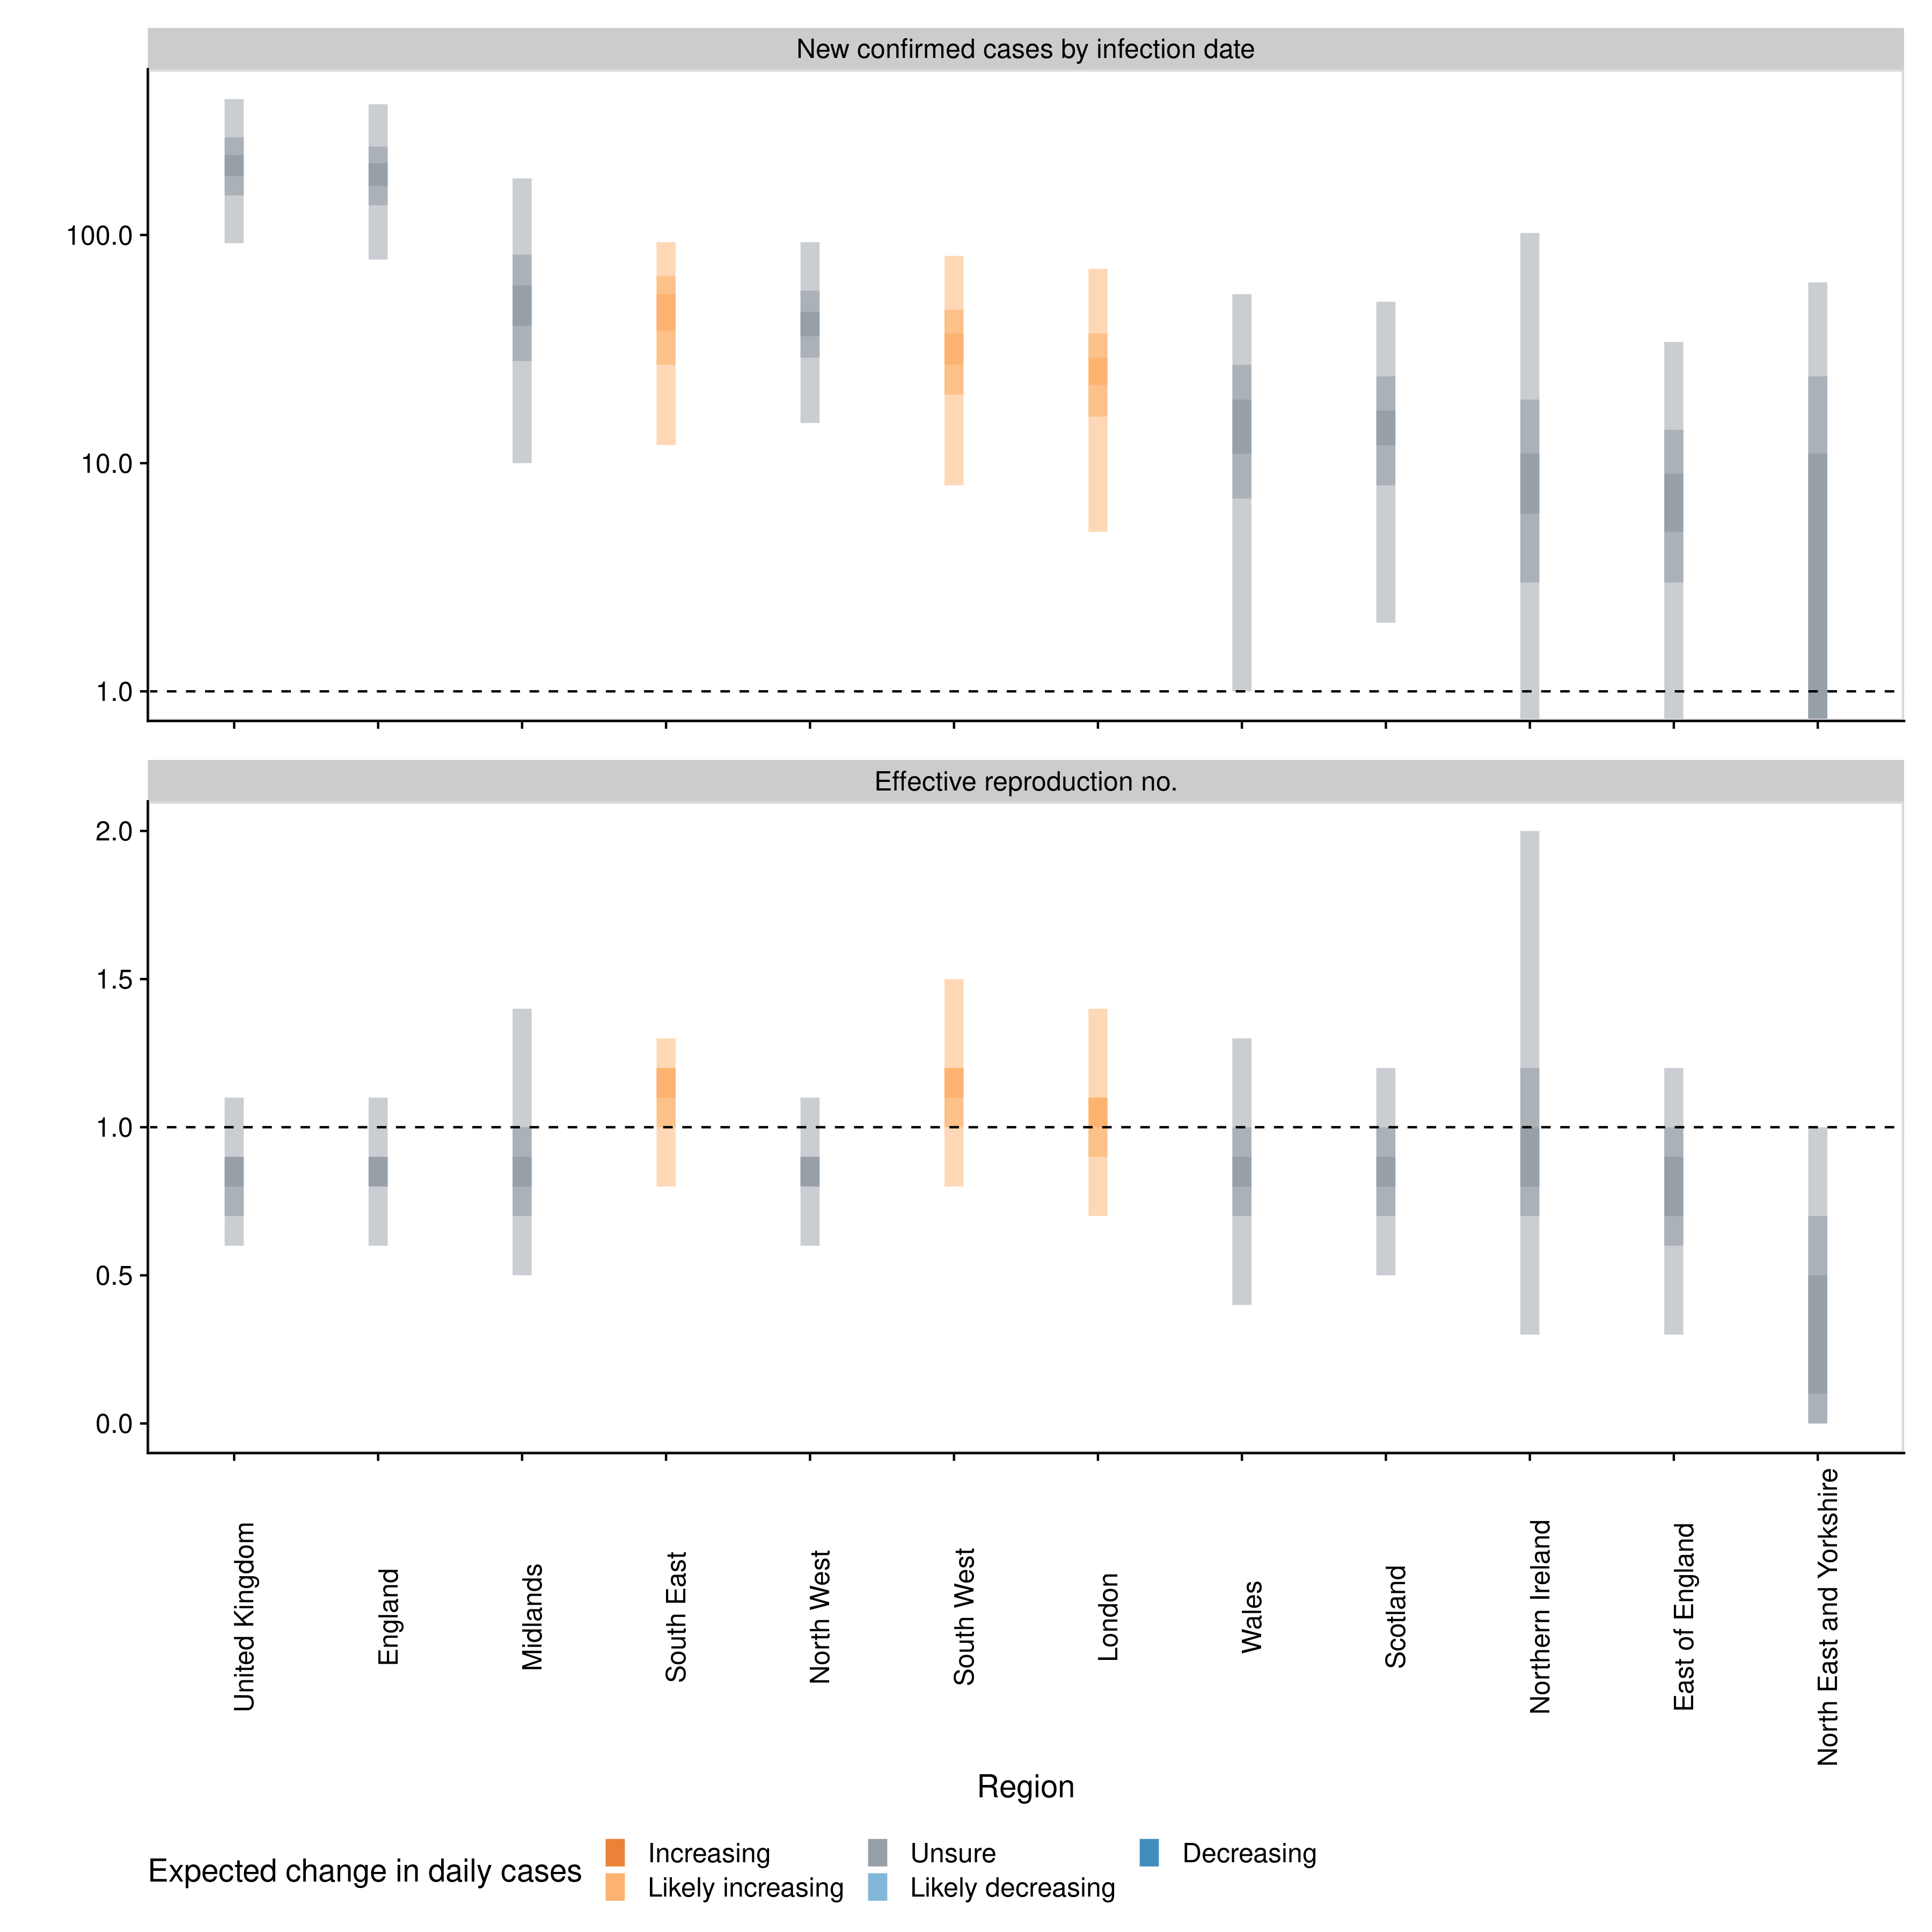 New confirmed cases by infection date
100.0
10.0
1.0
Effective reproduction no.
2.0
1.5
1.0
0.5
0.0
United Kingdom
England
Midlands
South East
North West
South West
London
Wales
Scotland
Northern Ireland
East of England
North East and Yorkshire
Region
Expected change in daily cases
Increasing
Unsure
Decreasing
Likely increasing
Likely decreasing